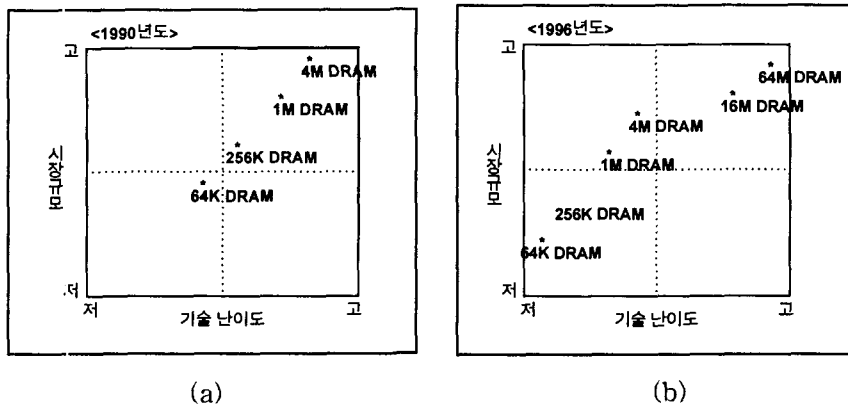 <1990년도>
고
4M DRAM
1M DRAM
256K DRAM
64K DRAM
시장규모
저
저
고
기술 난이도
(a)
<1996년도>
고
64M DRAM
16M DRAM
4M DRAM
1M DRAM
256K DRAM
64K DRAM
시장규모
저
저
고
기술 난이도
(b)